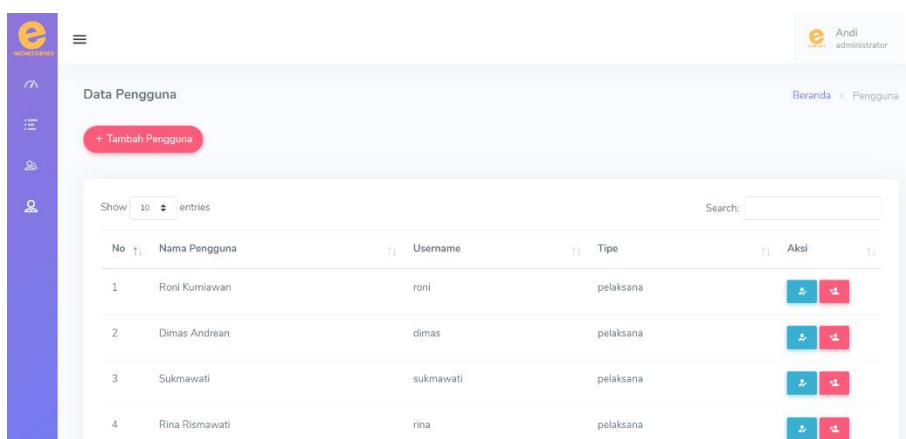 e
-MONITORING
Andi
administrator
Data Pengguna
Beranda > Pengguna
+ Tambah Pengguna
Show 10 entries
Search:
No Nama Pengguna Username Tipe Aksi
1 Roni Kurniawan roni pelaksana
2 Dimas Andrean dimas pelaksana
3 Sukmawati sukmawati pelaksana
4 Rina Rismawati rina pelaksana